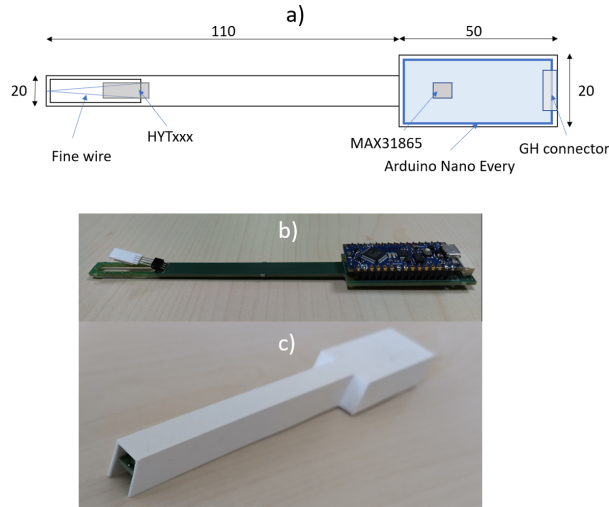 a)
110
50
20
20
HYTxxx
Fine wire
MAX31865
GH connector
Arduino Nano Every
b)
c)